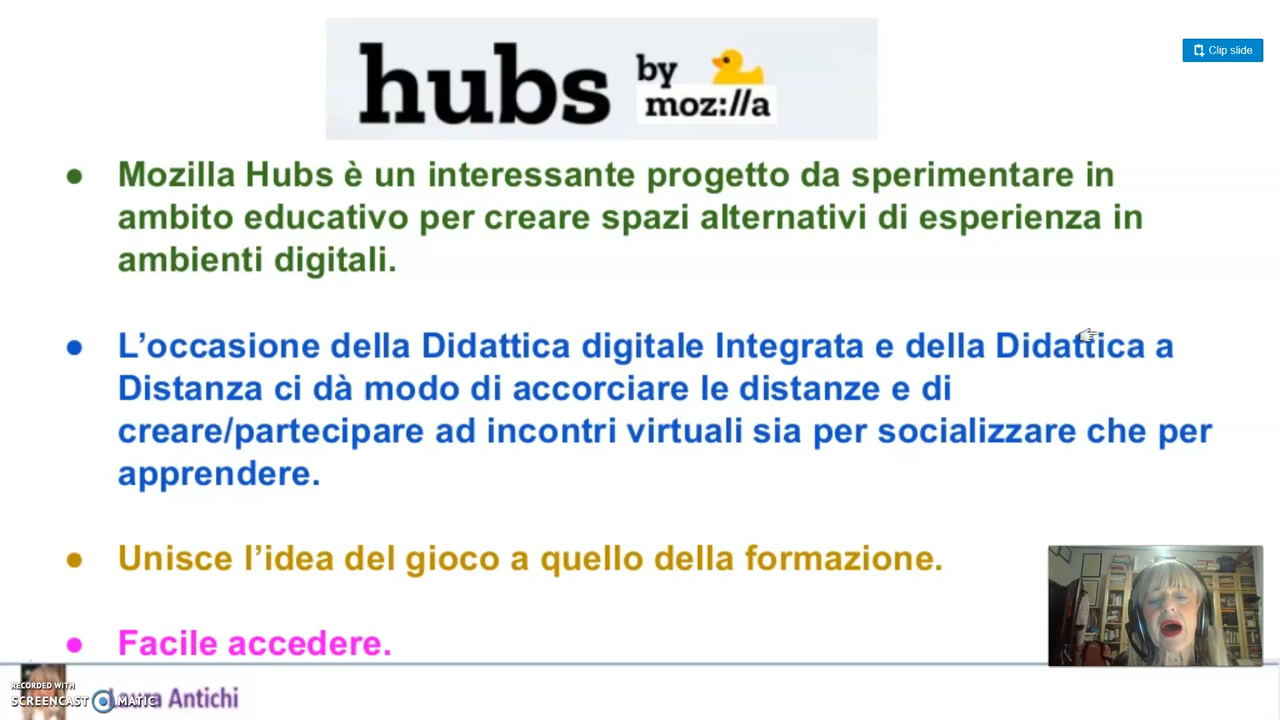 hubs by
moz://a
Clip slide
● Mozilla Hubs è un interessante progetto da sperimentare in
ambito educativo per creare spazi alternativi di esperienza in
ambienti digitali.
● L’occasione della Didattica digitale Integrata e della Didattica a
Distanza ci dà modo di accorciare le distanze e di
creare/partecipare ad incontri virtuali sia per socializzare che per
apprendere.
● Unisce l’idea del gioco a quello della formazione.
● Facile accedere.
RECORDED WITH
SCREENCAST MATIC
Laura Antichi